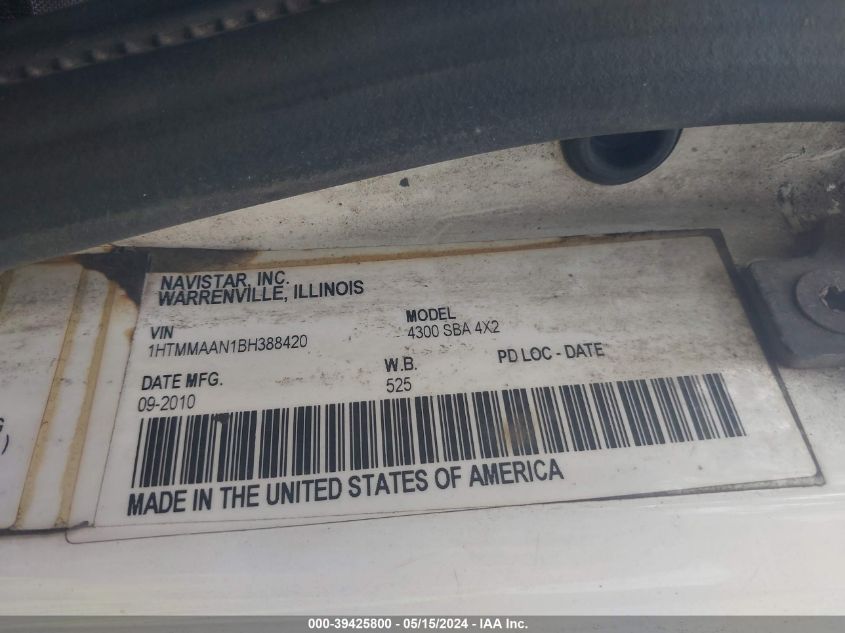 NAVISTAR, INC.
WARRENVILLE, ILLINOIS
VIN
1HTMMAAN1BH388420
MODEL
4300 SBA 4X2
DATE MFG.
09-2010
W.B.
525
PD LOC - DATE
MADE IN THE UNITED STATES OF AMERICA
G
)
000-39425800 - 05/15/2024 - IAA Inc.